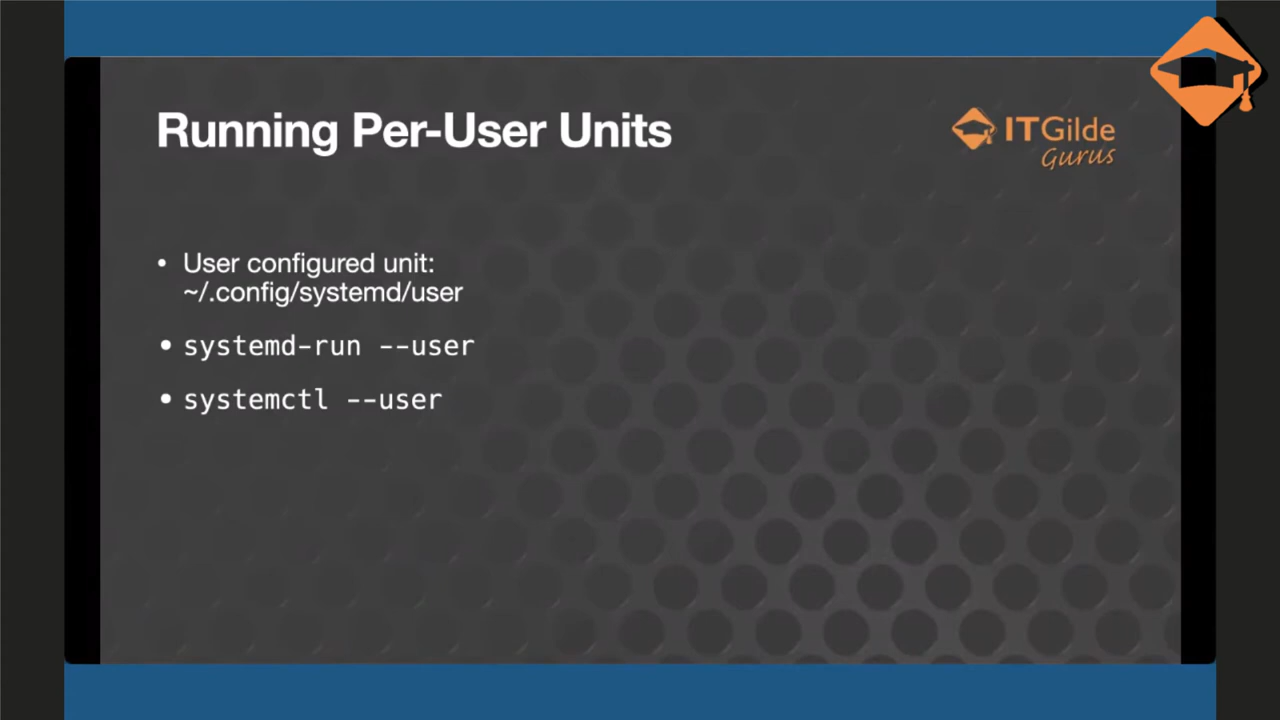 Running Per-User Units
ITGilde
Gurus
• User configured unit:
~/.config/systemd/user
• systemd-run --user
• systemctl --user